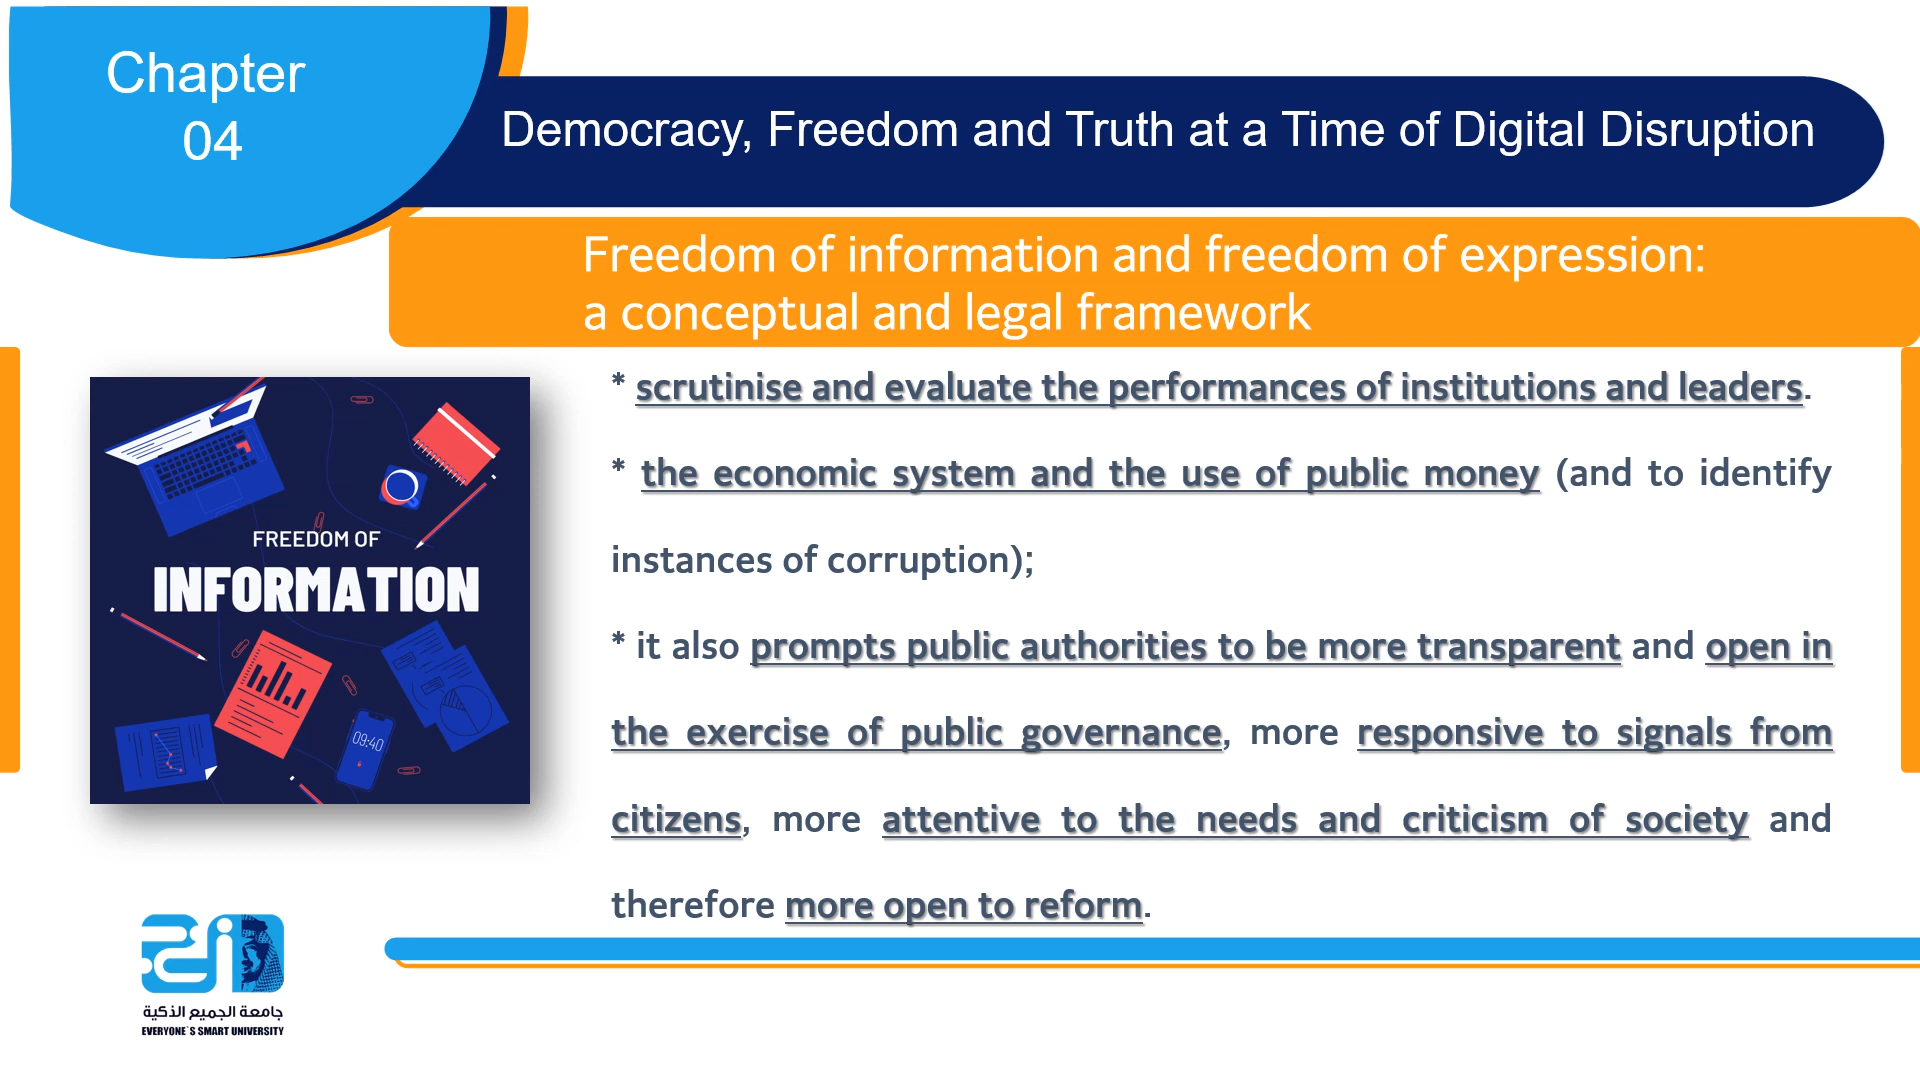 Chapter
04
Democracy, Freedom and Truth at a Time of Digital Disruption
Freedom of information and freedom of expression:
a conceptual and legal framework
* scrutinise and evaluate the performances of institutions and leaders.
* the economic system and the use of public money (and to identify
instances of corruption);
* it also prompts public authorities to be more transparent and open in
the exercise of public governance, more responsive to signals from
citizens, more attentive to the needs and criticism of society and
therefore more open to reform.
FREEDOM OF
INFORMATION
09:40
جامعة الجميع الذكية
EVERYONE`S SMART UNIVERSITY